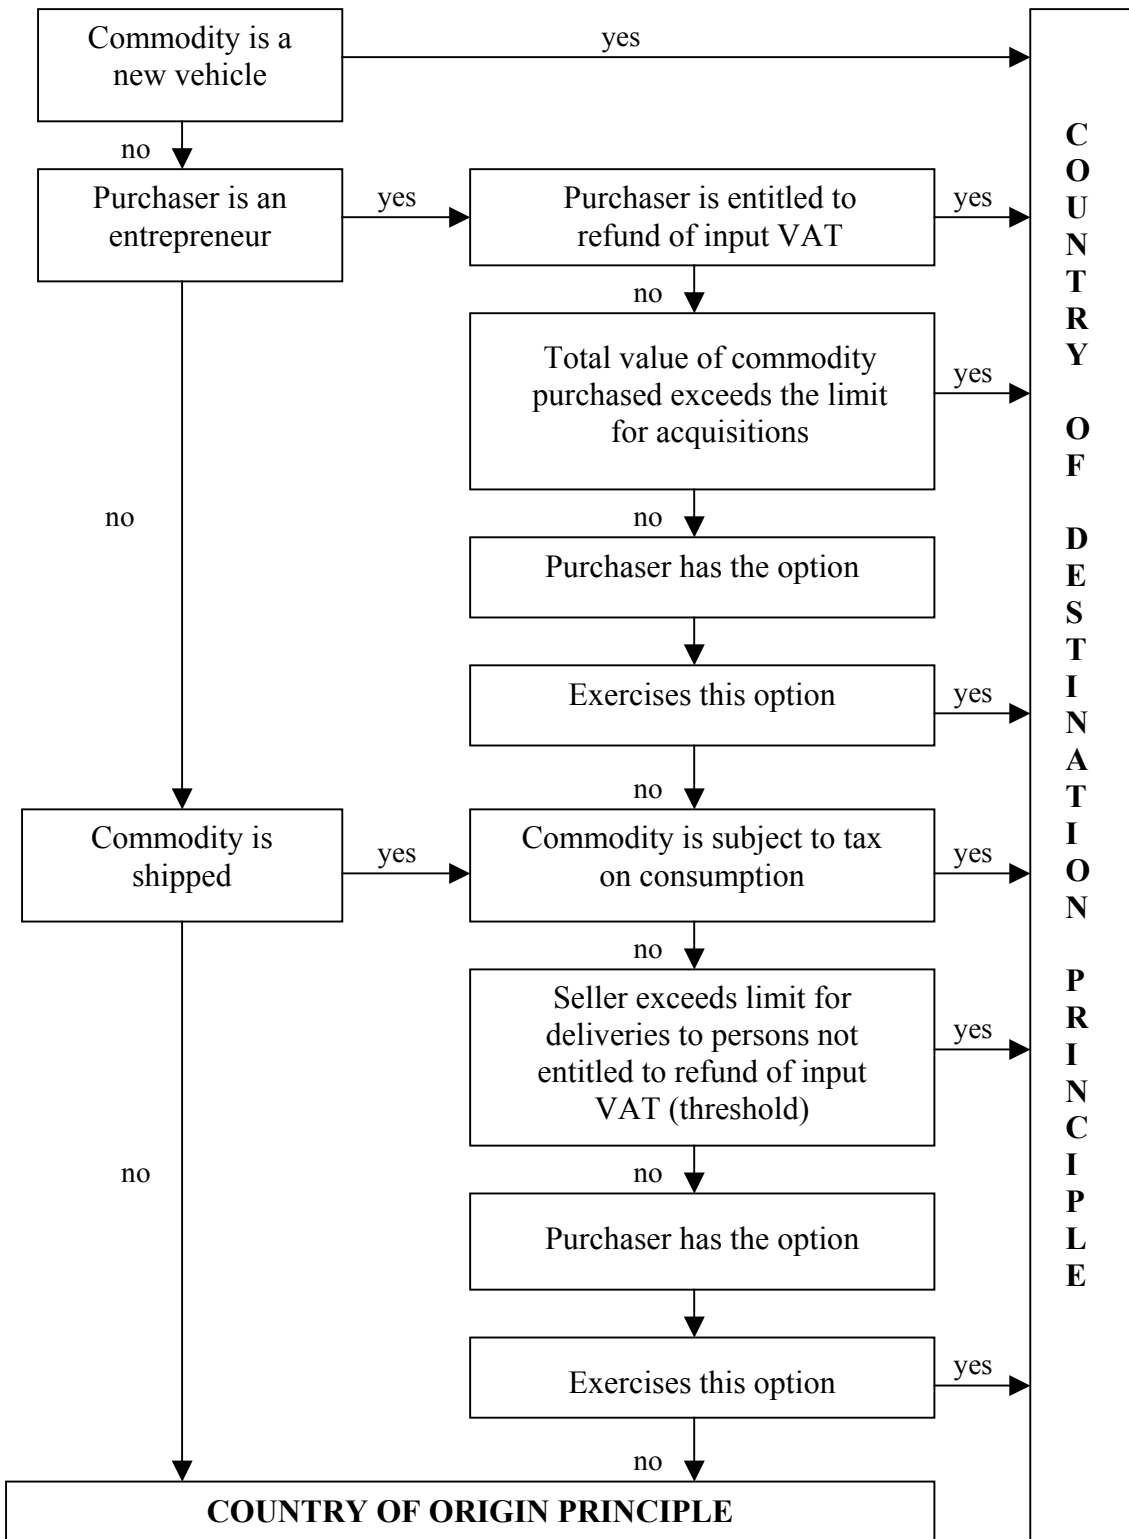 Commodity is a
new vehicle
yes
no
Purchaser is an
entrepreneur
yes
Purchaser is entitled to
refund of input VAT
yes
no
Total value of commodity
purchased exceeds the limit
for acquisitions
yes
no
no
Purchaser has the option
Exercises this option
yes
no
Commodity is
shipped
yes
Commodity is subject to tax
on consumption
yes
no
Seller exceeds limit for
deliveries to persons not
entitled to refund of input
VAT (threshold)
yes
no
no
Purchaser has the option
Exercises this option
yes
no
COUNTRY OF ORIGIN PRINCIPLE
COUNTRY OF DESTINATION PRINCIPLE